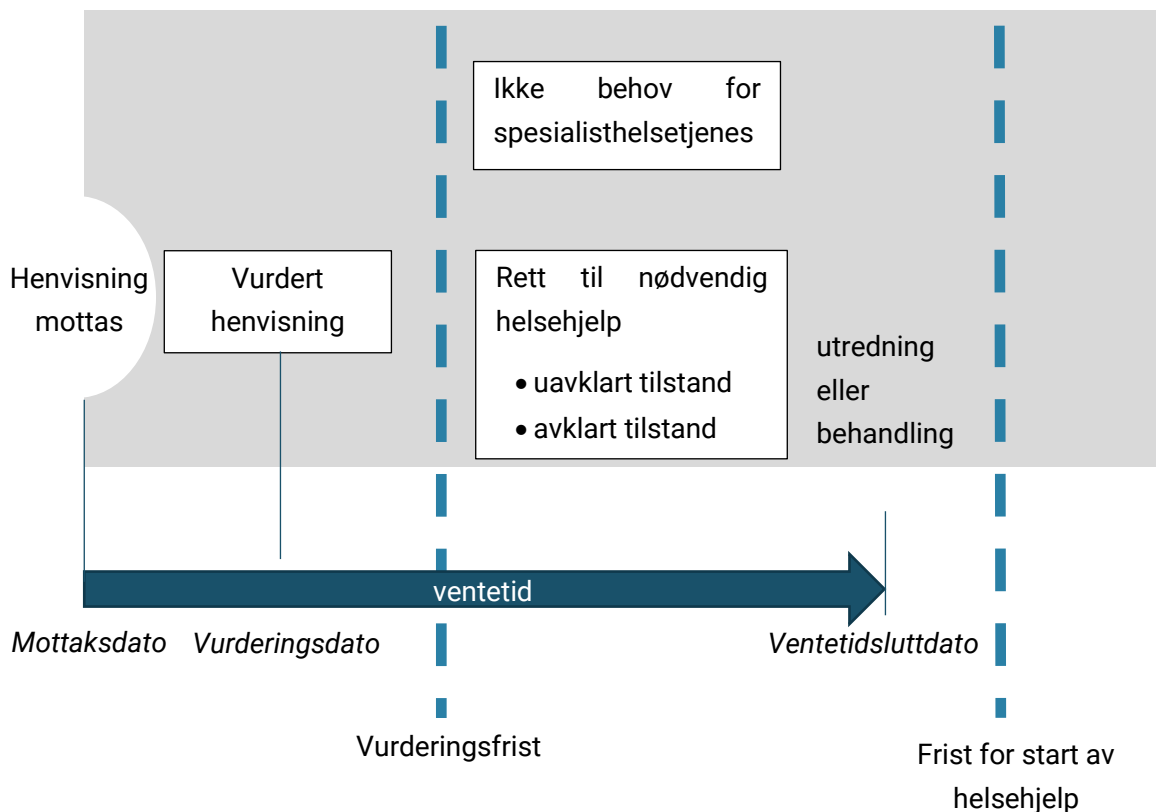 Ikke behov for
spesialisthelsetjenes
Henvisning
mottas
Vurdert
henvisning
Rett til nødvendig
helsehjelp
• uavklart tilstand
• avklart tilstand
utredning
eller
behandling
ventetid
Mottaksdato
Vurderingsdato
Ventetidsluttdato
Vurderingsfrist
Frist for start av
helsehjelp